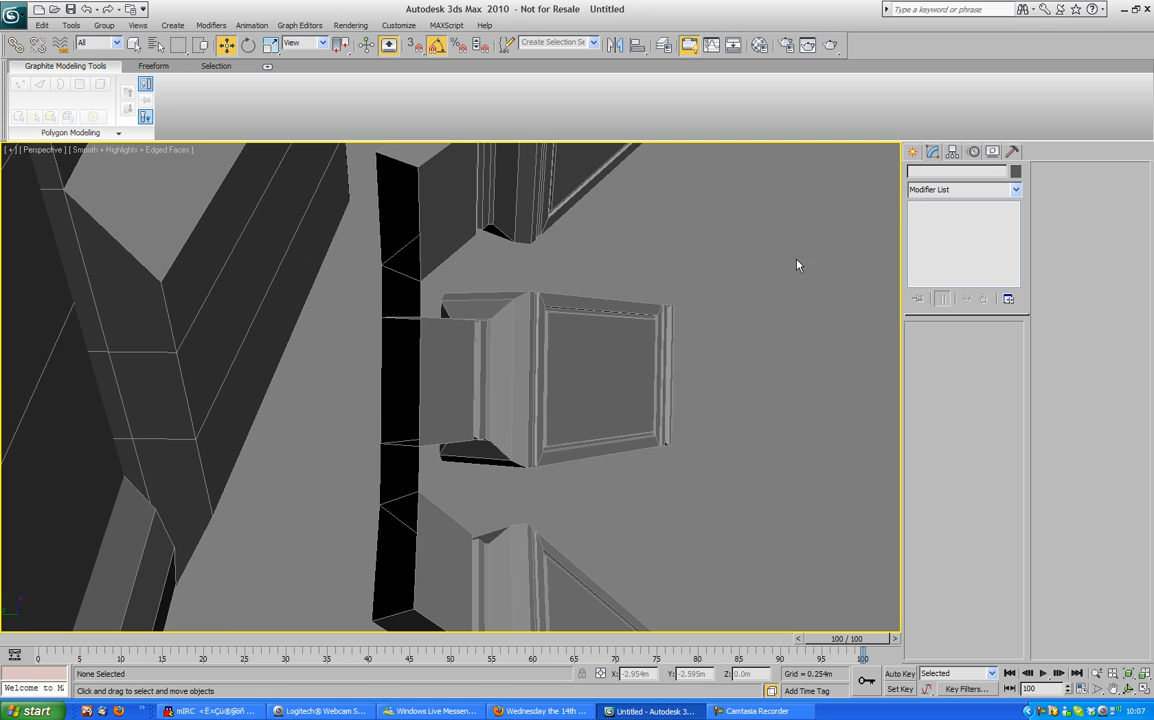 Autodesk 3ds Max 2010 - Not for Resale Untitled
Type a keyword or phrase
Edit Tools Group Views Create Modifiers Animation Graph Editors Rendering Customize MAXScript Help
All View Create Selection Se
Graphite Modeling Tools Freeform Selection
Polygon Modeling
[ + ] [ Perspective ] [ Smooth + Highlights + Edged Faces ]
Modifier List
100 / 100
0 5 10 15 20 25 30 35 40 45 50 55 60 65 70 75 80 85 90 95 100
None Selected X: -2.954m Y: -2.595m Z: 0.0m Grid = 0.254m Auto Key Selected
Welcome to M Click and drag to select and move objects Add Time Tag Set Key Key Filters... 100
start Logitech® Webcam S... Windows Live Messen... Wednesday the 14th ... Untitled - Autodesk 3s... Camtasia Recorder 10:07